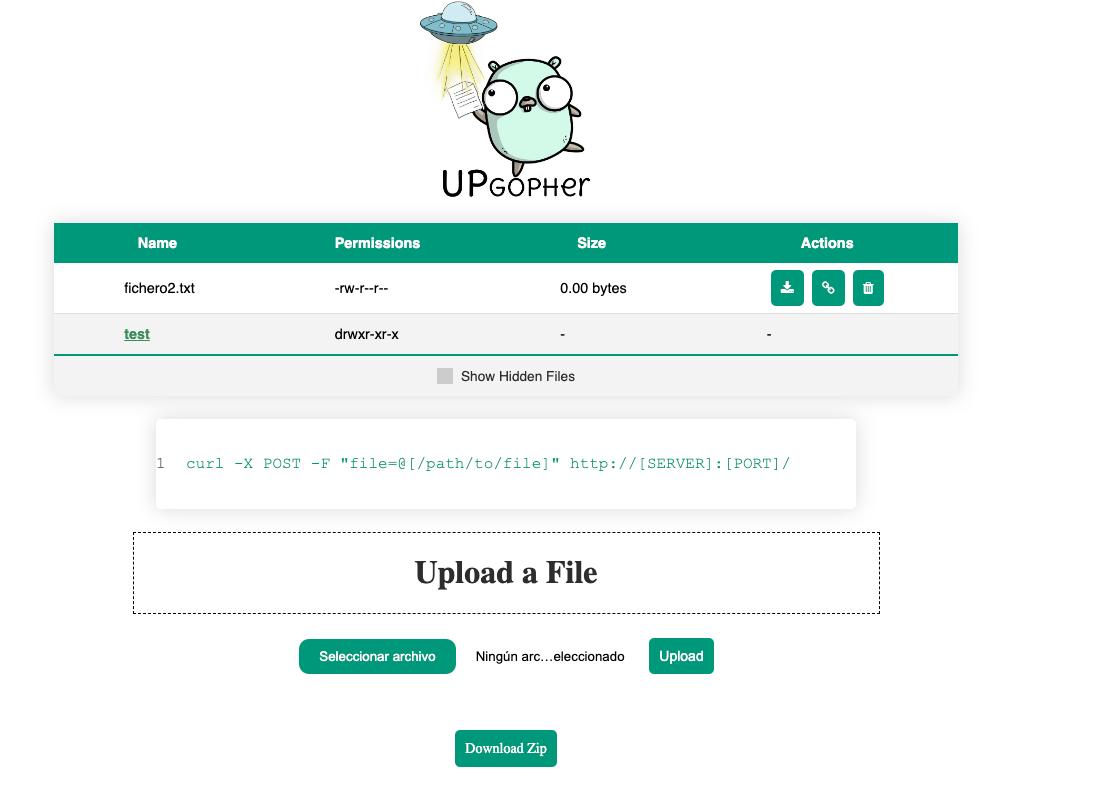 UPGOPHer
Name Permissions Size Actions
fichero2.txt -rw-r--r-- 0.00 bytes
test drwxr-xr-x - -
Show Hidden Files
1 curl -X POST -F "file=@[/path/to/file]" http://[SERVER]:[PORT]/
Upload a File
Seleccionar archivo Ningún arc…eleccionado Upload
Download Zip